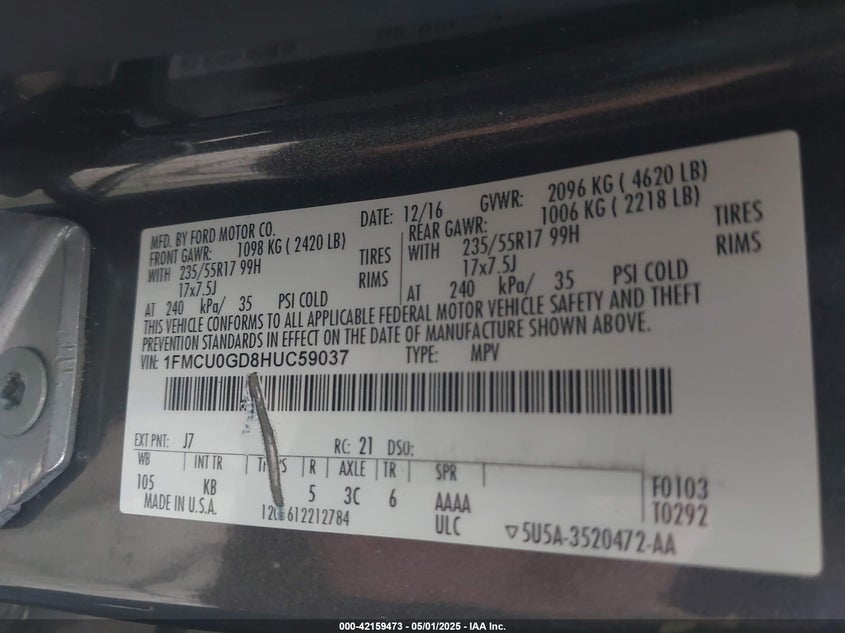 MFD. BY FORD MOTOR CO. DATE: 12/16 GVWR: 2096 KG ( 4620 LB)
FRONT GAWR: 1098 KG ( 2420 LB) REAR GAWR: 1006 KG ( 2218 LB)
WITH 235/55R17 99H TIRES WITH 235/55R17 99H TIRES
17x7.5J RIMS 17x7.5J RIMS
AT 240 kPa/ 35 PSI COLD AT 240 kPa/ 35 PSI COLD
THIS VEHICLE CONFORMS TO ALL APPLICABLE FEDERAL MOTOR VEHICLE SAFETY AND THEFT
PREVENTION STANDARDS IN EFFECT ON THE DATE OF MANUFACTURE SHOWN ABOVE.
VIN: 1FMCU0GD8HUC59037 TYPE: MPV
EXT PNT: J7 RC: 21 DSO:
WB INT TR R AXLE TR SPR
105 KB 5 3C 6 AAAA F0103
MADE IN U.S.A. 612212784 ULC T0292
5U5A-3520472-AA
000-42159473 — 05/01/2025 — IAA Inc.